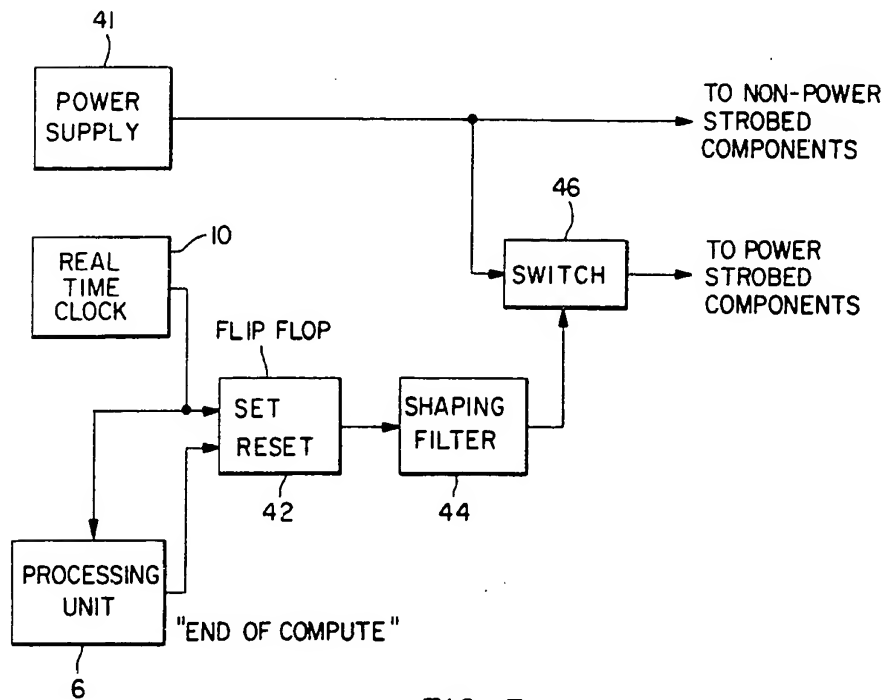 41
POWER
SUPPLY
TO NON-POWER
STROBED
COMPONENTS
46
SWITCH
TO POWER
STROBED
COMPONENTS
10
REAL
TIME
CLOCK
FLIP FLOP
SET
RESET
42
SHAPING
FILTER
44
PROCESSING
UNIT
"END OF COMPUTE"
6